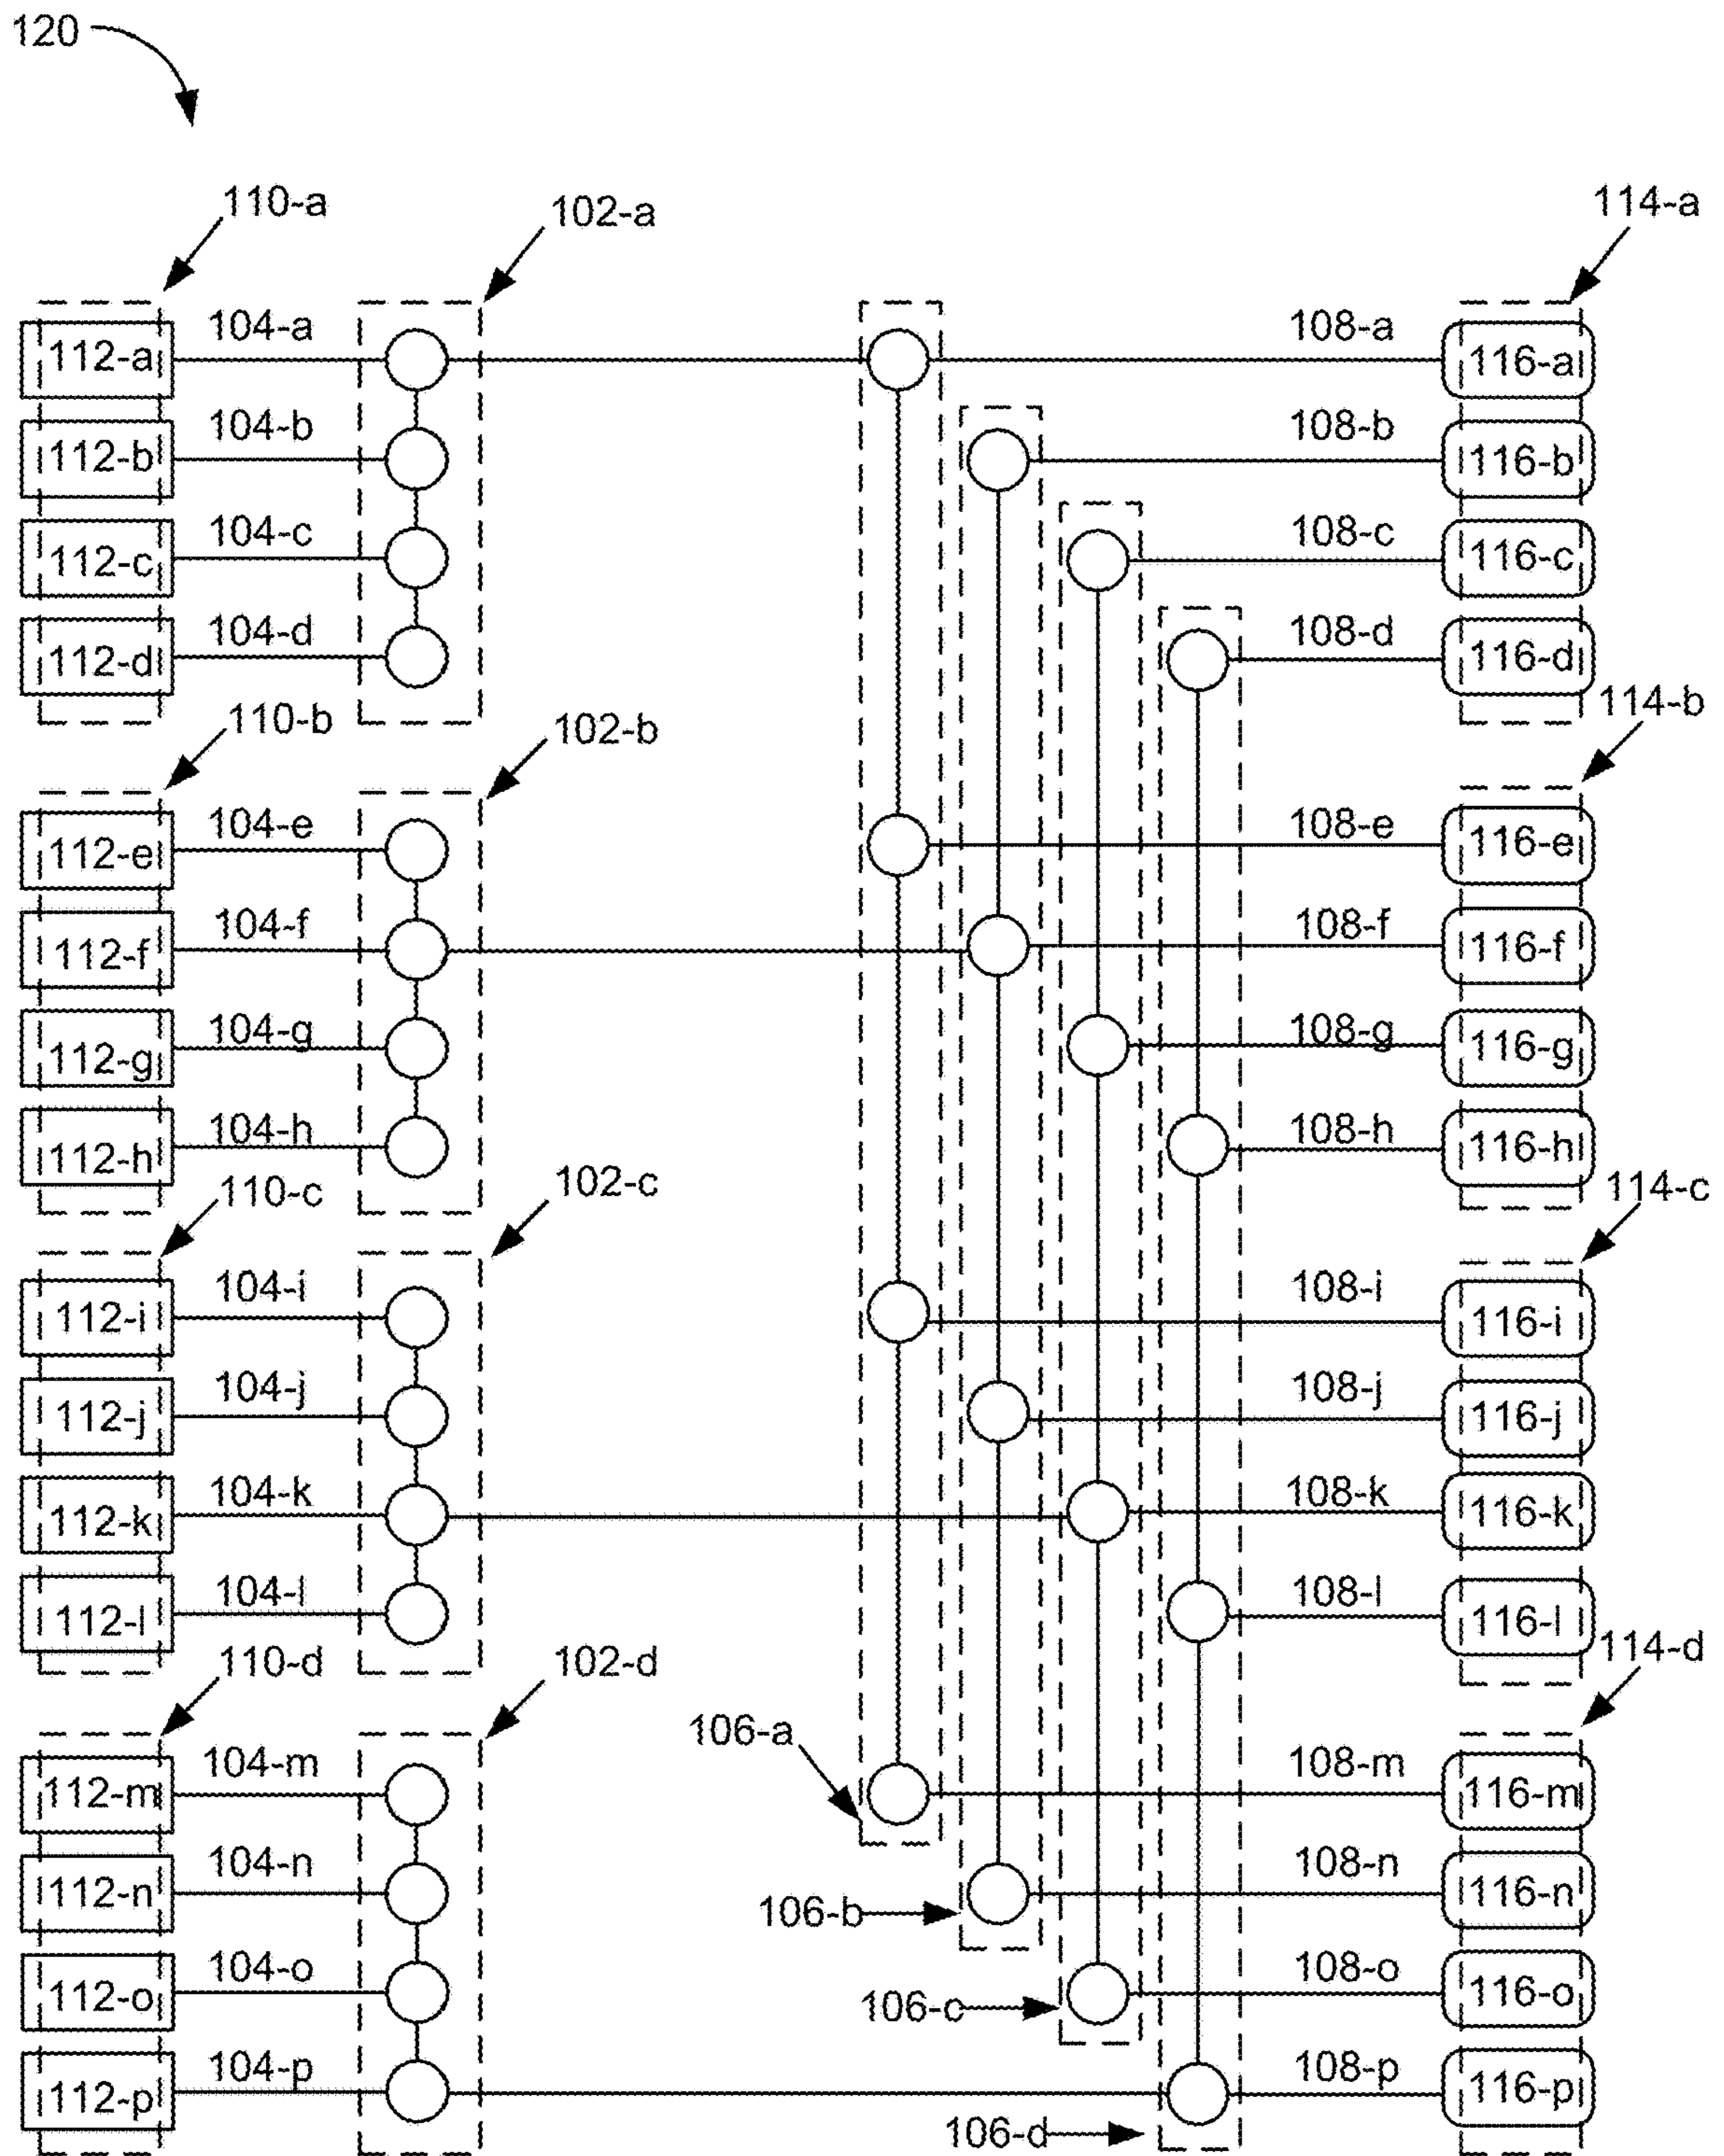 120
110-a
102-a
114-a
112-a 104-a 108-a 116-a
112-b 104-b 108-b 116-b
112-c 104-c 108-c 116-c
112-d 104-d 108-d 116-d
110-b 102-b 114-b
112-e 104-e 108-e 116-e
112-f 104-f 108-f 116-f
112-g 104-g 108-g 116-g
112-h 104-h 108-h 116-h
110-c 102-c 114-c
112-i 104-i 108-i 116-i
112-j 104-j 108-j 116-j
112-k 104-k 108-k 116-k
112-l 104-l 108-l 116-l
110-d 102-d 114-d
106-a
112-m 104-m 108-m 116-m
112-n 104-n 108-n 116-n
106-b
112-o 104-o 108-o 116-o
106-c
112-p 104-p 108-p 116-p
106-d